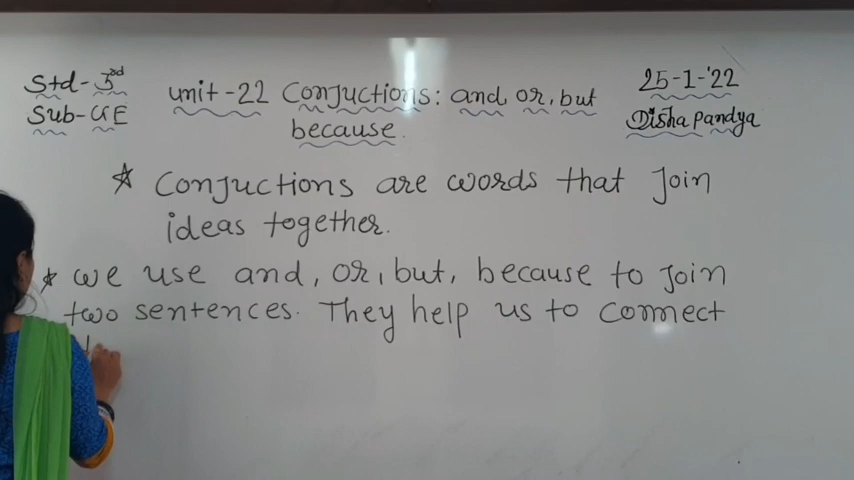 Std-3rd
Sub-GE
unit-22 Conjuctions: and, or, but
because.
25-1-'22
Disha Pandya
* Conjuctions are words that join
ideas together.
* we use and, or, but, because to join
two sentences. They help us to connect